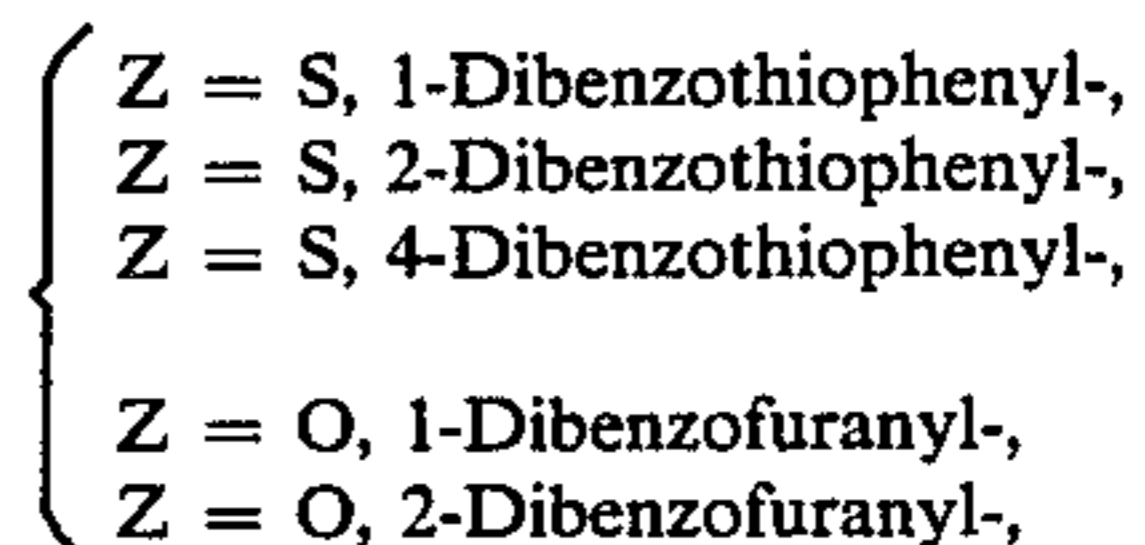 Z = S, 1-Dibenzothiophenyl-,
Z = S, 2-Dibenzothiophenyl-,
Z = S, 4-Dibenzothiophenyl-,
Z = O, 1-Dibenzofuranyl-,
Z = O, 2-Dibenzofuranyl-,